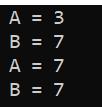 A = 3
B = 7
A = 7
B = 7